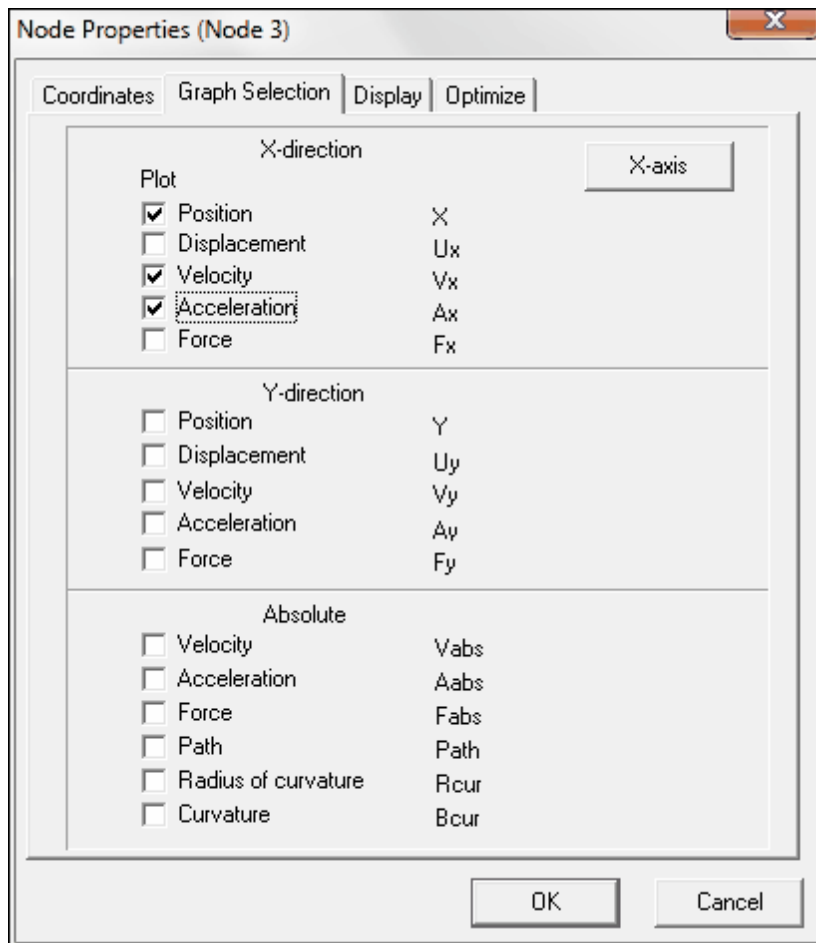 Node Properties (Node 3)
Coordinates Graph Selection Display Optimize
X-direction
X-axis
Plot
Position X
Displacement Ux
Velocity Vx
Acceleration Ax
Force Fx
Y-direction
Position Y
Displacement Uy
Velocity Vy
Acceleration Ay
Force Fy
Absolute
Velocity Vabs
Acceleration Aabs
Force Fabs
Path Path
Radius of curvature Rcur
Curvature Bcur
OK Cancel